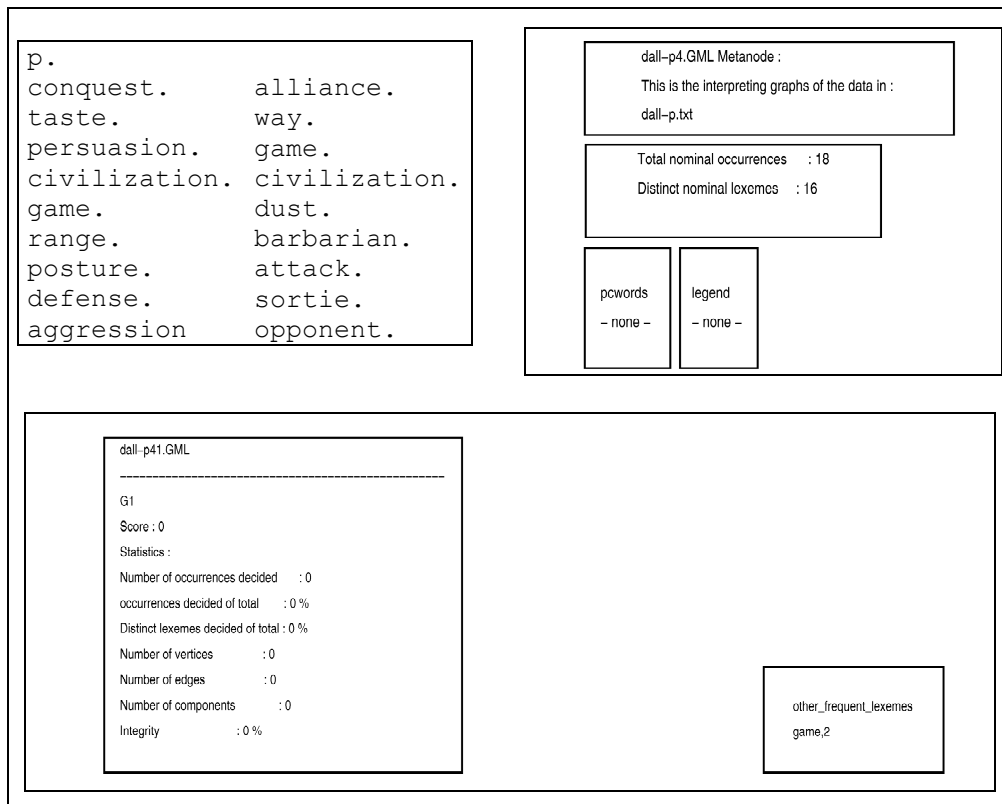 p.
conquest. alliance.
taste. way.
persuasion. game.
civilization. civilization.
game. dust.
range. barbarian.
posture. attack.
defense. sortie.
aggression opponent.
dall–p4.GML Metanode :
This is the interpreting graphs of the data in :
dall–p.txt
Total nominal occurrences : 18
Distinct nominal lexemes : 16
pcwords
– none –
legend
– none –
dall–p41.GML
--------------------------------------------------
G1
Score : 0
Statistics :
Number of occurrences decided : 0
occurrences decided of total : 0 %
Distinct lexemes decided of total : 0 %
Number of vertices : 0
Number of edges : 0
Number of components : 0
Integrity : 0 %
other_frequent_lexemes
game,2